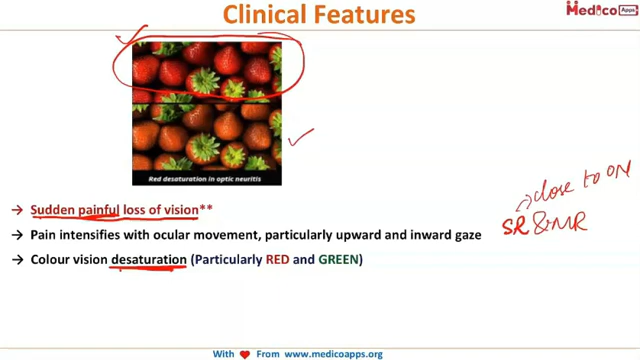 Clinical Features
Medico Apps
Red desaturation in optic neuritis
→ Sudden painful loss of vision**
→ Pain intensifies with ocular movement, particularly upward and inward gaze
→ Colour vision desaturation (Particularly RED and GREEN)
→ close to ON
SR & MR
With ❤ From www.medicoapps.org